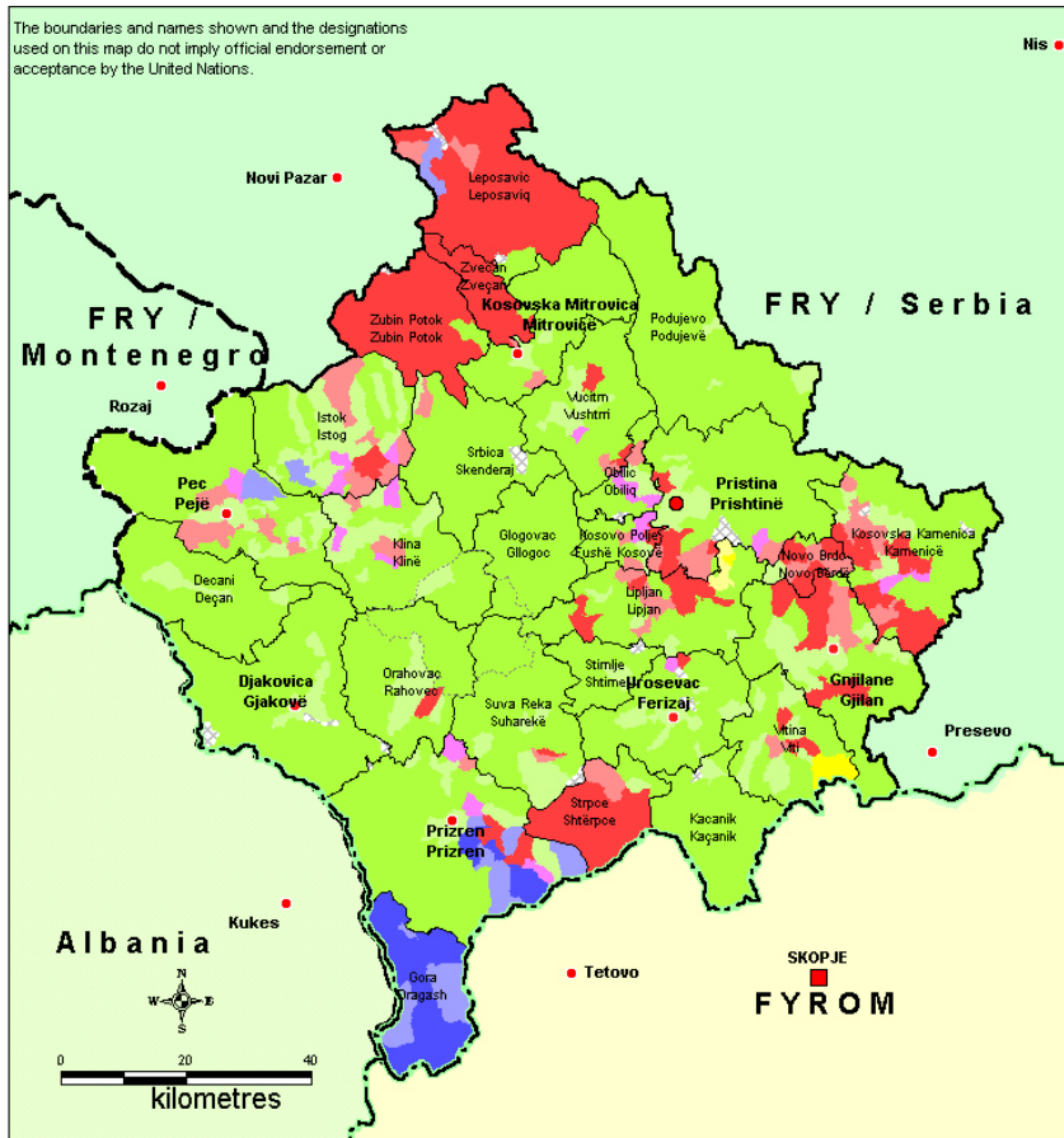 The boundaries and names shown and the designations
used on this map do not imply official endorsement or
acceptance by the United Nations.
Nis
Novi Pazar
Leposavic
Leposaviq
Zvecan
Zveçan
Kosovska Mitrovica
Mitrovicë
FRY / Serbia
FRY /
Montenegro
Zubin Potok
Zubin Potok
Podujevo
Podujevë
Rozaj
Istok
Istog
Vucitrn
Vushtrri
Srbica
Skenderaj
Pec
Pejë
Obilic
Obiliq
Pristina
Prishtinë
Klina
Klinë
Glogovac
Gllogoc
Kosovo Polje
Fushë Kosovë
Novo Brdo
Novo Bërdë
Kosovska Kamenica
Kamenicë
Decani
Deçan
Lipljan
Lipjan
Djakovica
Gjakovë
Orahovac
Rahovec
Stimlje
Shtime
Urosevac
Ferizaj
Gnjilane
Gjilan
Suva Reka
Suharekë
Vitina
Viti
Presevo
Strpce
Shtërpce
Kacanik
Kaçanik
Prizren
Prizren
Kukes
Albania
Gora
Dragash
Tetovo
SKOPJE
FYROM
N
W E
S
0 20 40
kilometres